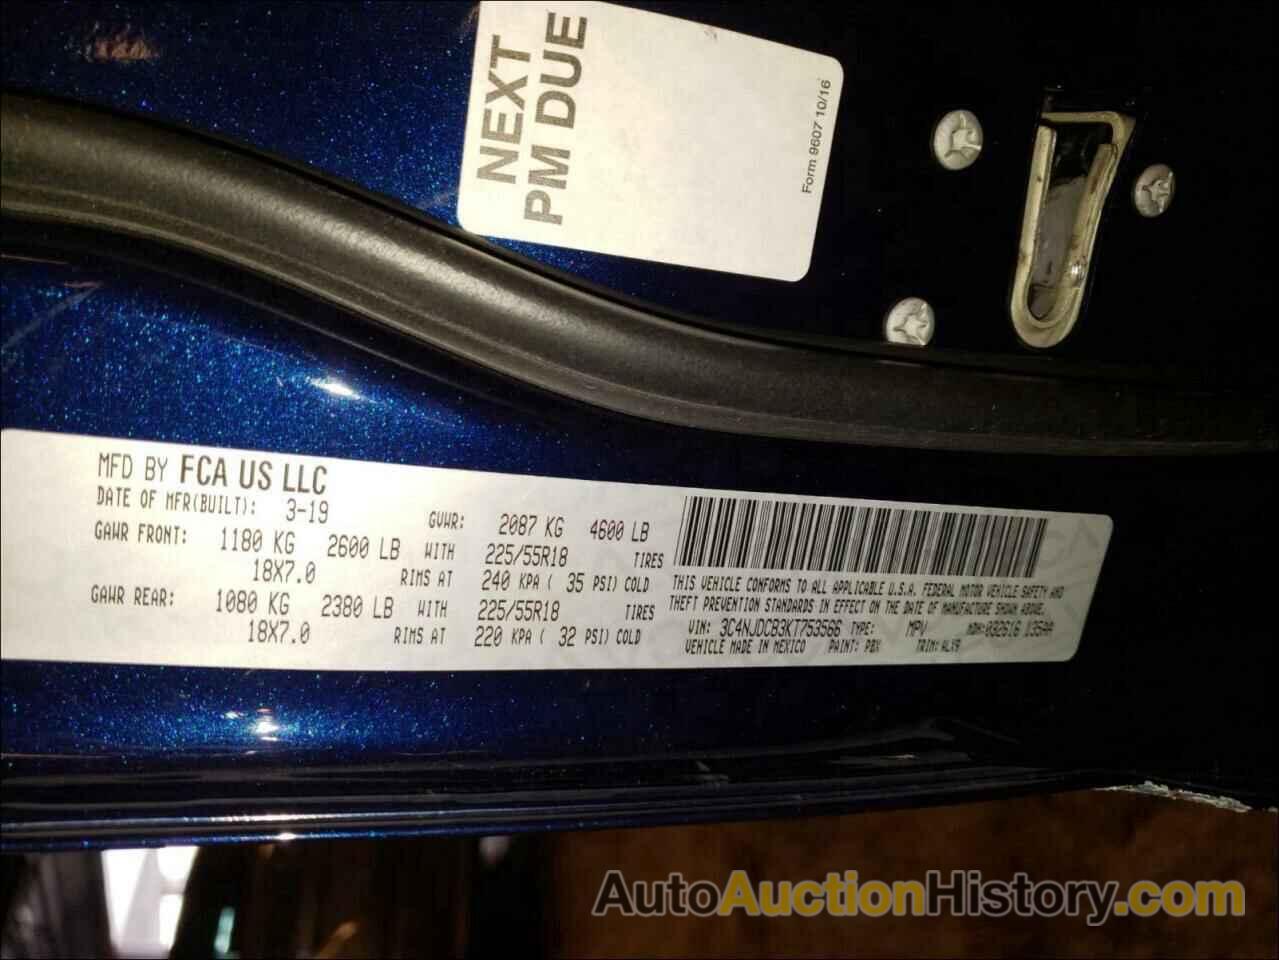 NEXT
PM DUE
Form 9607 10/16
MFD BY FCA US LLC
DATE OF MFR(BUILT): 3-19 GVWR: 2087 KG 4600 LB
GAWR FRONT: 1180 KG 2600 LB WITH 225/55R18 TIRES
18X7.0 RIMS AT 240 KPA ( 35 PSI) COLD
GAWR REAR: 1080 KG 2380 LB WITH 225/55R18 TIRES
18X7.0 RIMS AT 220 KPA ( 32 PSI) COLD
THIS VEHICLE CONFORMS TO ALL APPLICABLE U.S.A. FEDERAL MOTOR VEHICLE SAFETY AND
THEFT PREVENTION STANDARDS IN EFFECT ON THE DATE OF MANUFACTURE SHOWN ABOVE.
VIN: 3C4NJDCB3KT753566 TYPE: MPV MDH:032616 135AA
VEHICLE MADE IN MEXICO PAINT: PBX TRIM: ALX9
AutoAuctionHistory.com